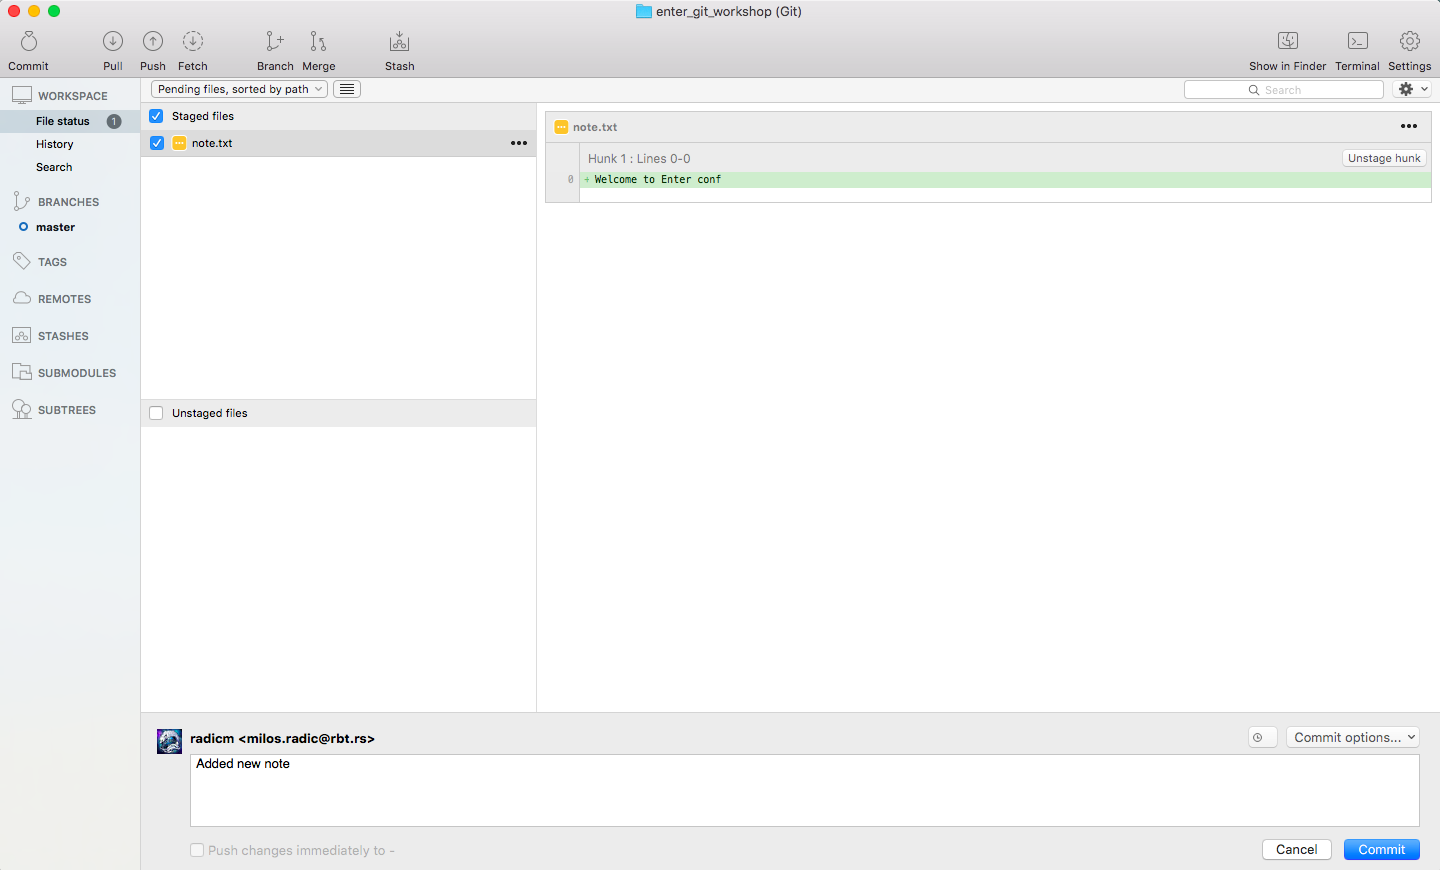 enter_git_workshop (Git)
Commit
Pull
Push
Fetch
Branch
Merge
Stash
Show in Finder
Terminal
Settings
WORKSPACE
File status 1
History
Search
BRANCHES
master
TAGS
REMOTES
STASHES
SUBMODULES
SUBTREES
Pending files, sorted by path
Search
Staged files
note.txt
Unstaged files
note.txt
Hunk 1 : Lines 0-0
Unstage hunk
0 + Welcome to Enter conf
radicm <milos.radic@rbt.rs>
Commit options...
Added new note
Push changes immediately to -
Cancel
Commit